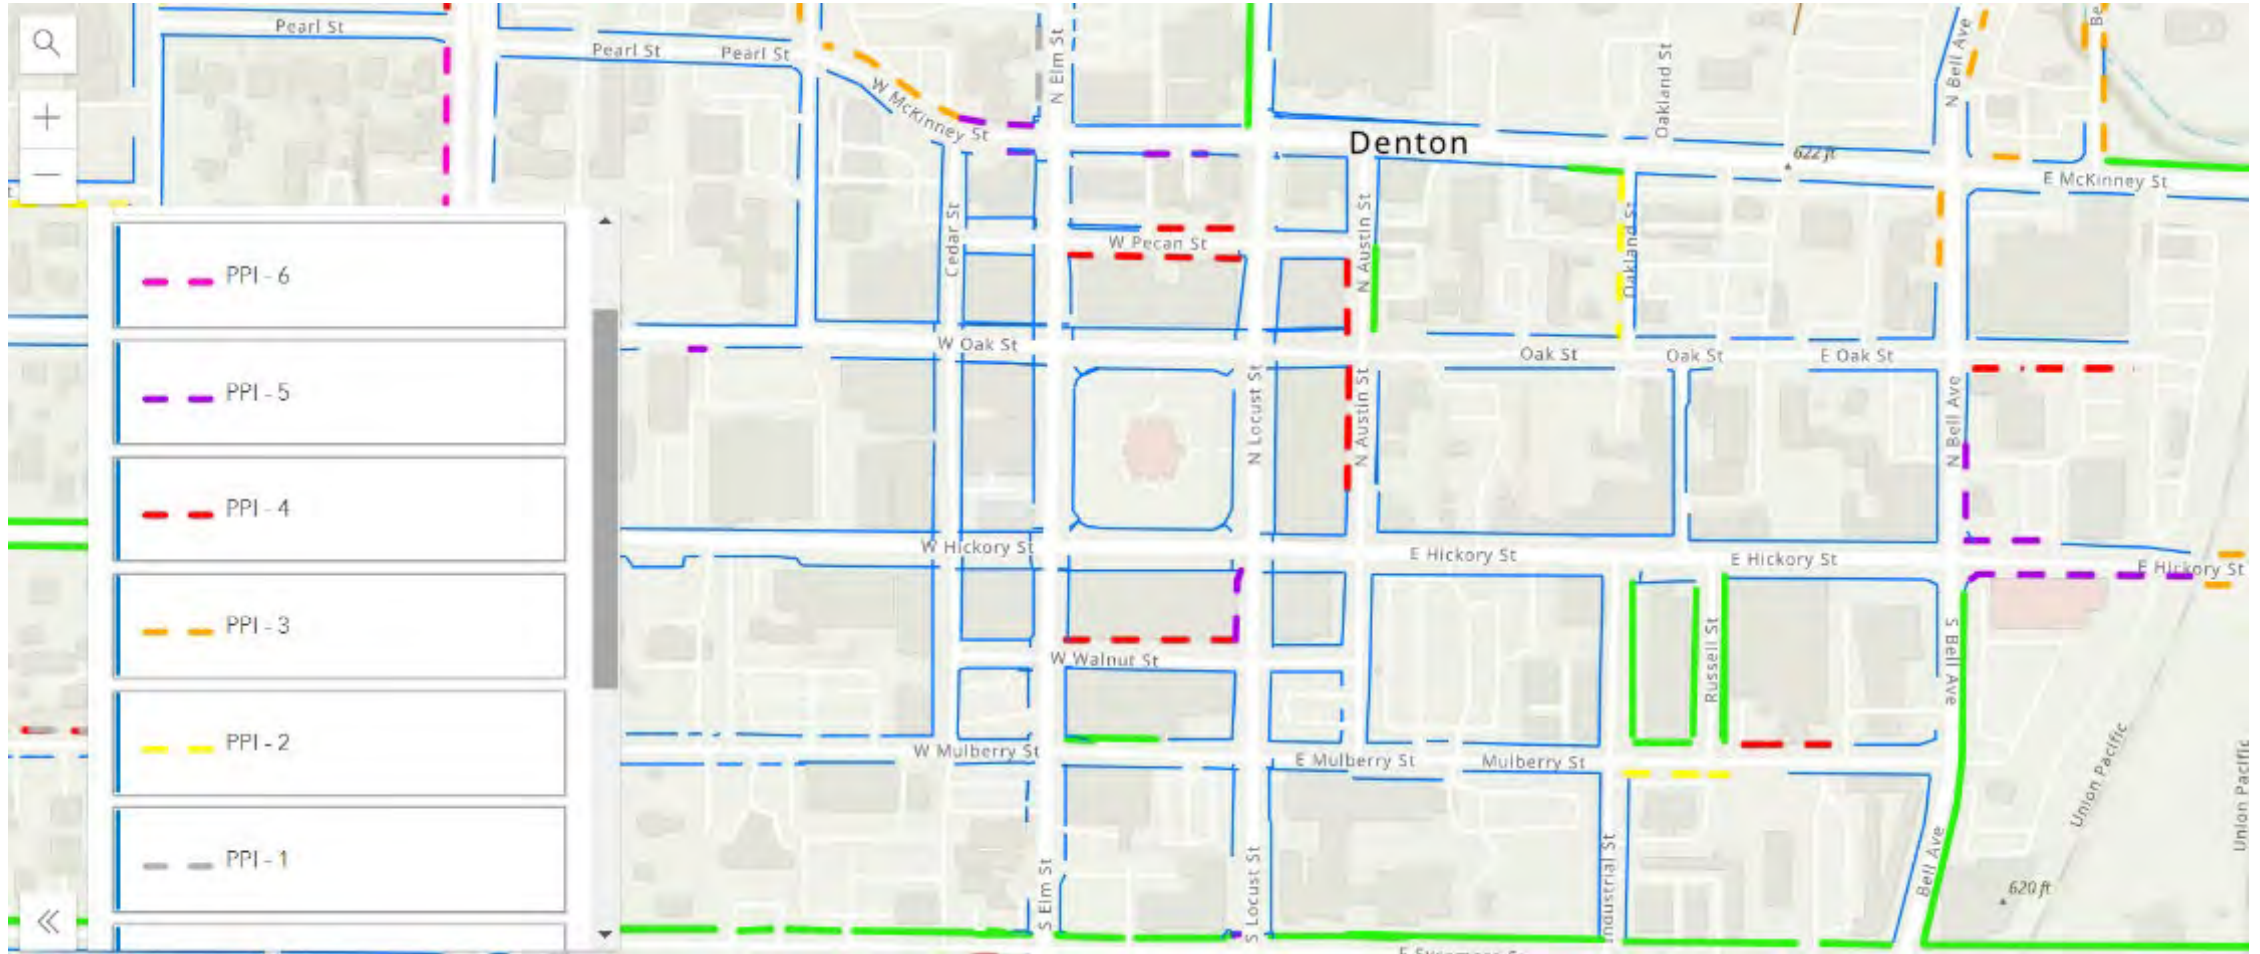 Pearl St
Pearl St
Pearl St
N Elm St
W McKinney St
Oakland St
N Bell Ave
Be
Denton
622 ft
E McKinney St
Cedar St
W Pecan St
N Austin St
Oakland St
W Oak St
Oak St
Oak St
E Oak St
N Locust St
N Austin St
N Bell Ave
W Hickory St
E Hickory St
E Hickory St
E Hickory St
W Walnut St
Russell St
S Bell Ave
W Mulberry St
E Mulberry St
Mulberry St
Union Pacific
Union Pacific
S Elm St
S Locust St
Industrial St
Bell Ave
620 ft
PPI - 6
PPI - 5
PPI - 4
PPI - 3
PPI - 2
PPI - 1